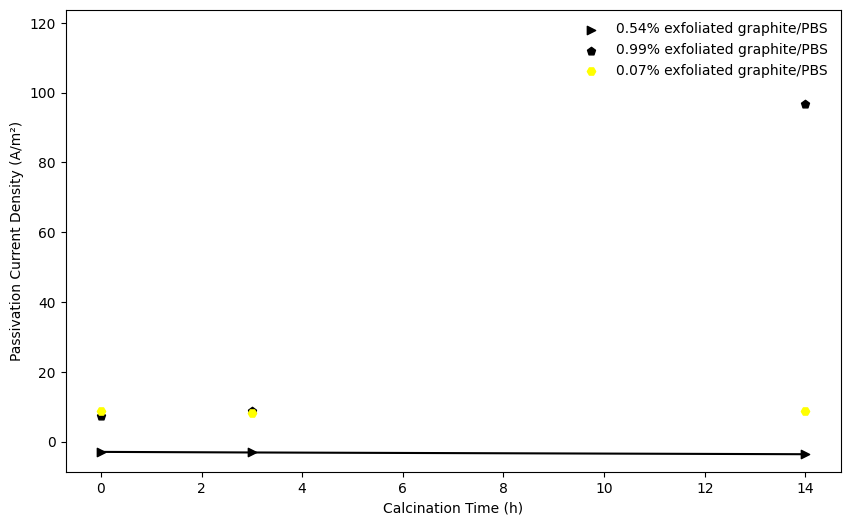 120
100
80
60
40
20
0
Passivation Current Density (A/m²)
0.54% exfoliated graphite/PBS
0.99% exfoliated graphite/PBS
0.07% exfoliated graphite/PBS
0 2 4 6 8 10 12 14
Calcination Time (h)